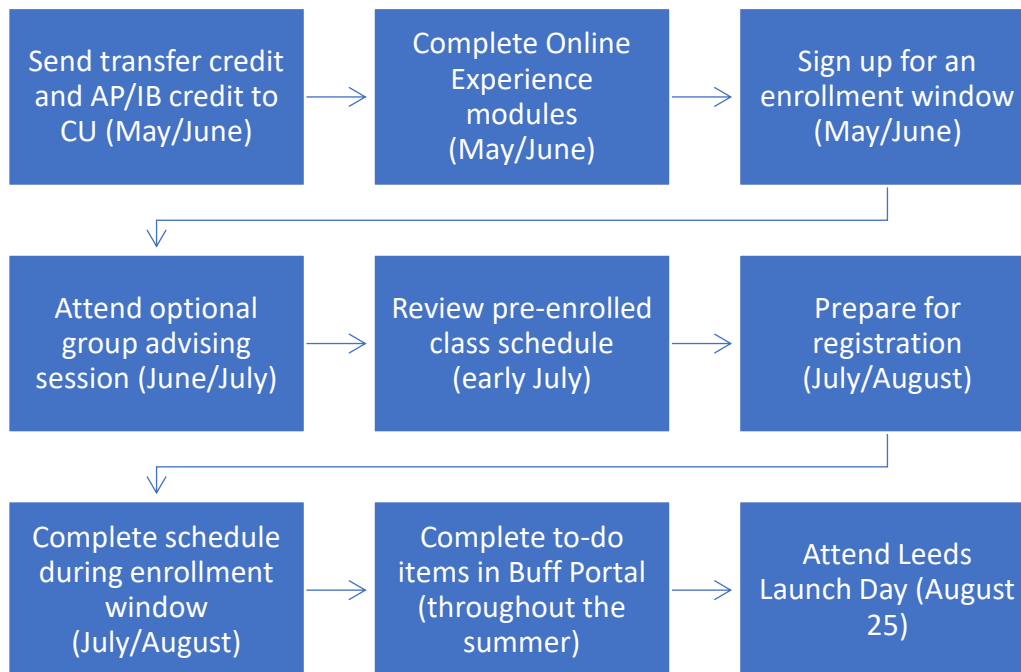 Send transfer credit
and AP/IB credit to
CU (May/June)
Complete Online
Experience
modules
(May/June)
Sign up for an
enrollment window
(May/June)
Attend optional
group advising
session (June/July)
Review pre-enrolled
class schedule
(early July)
Prepare for
registration
(July/August)
Complete schedule
during enrollment
window
(July/August)
Complete to-do
items in Buff Portal
(throughout the
summer)
Attend Leeds
Launch Day (August
25)